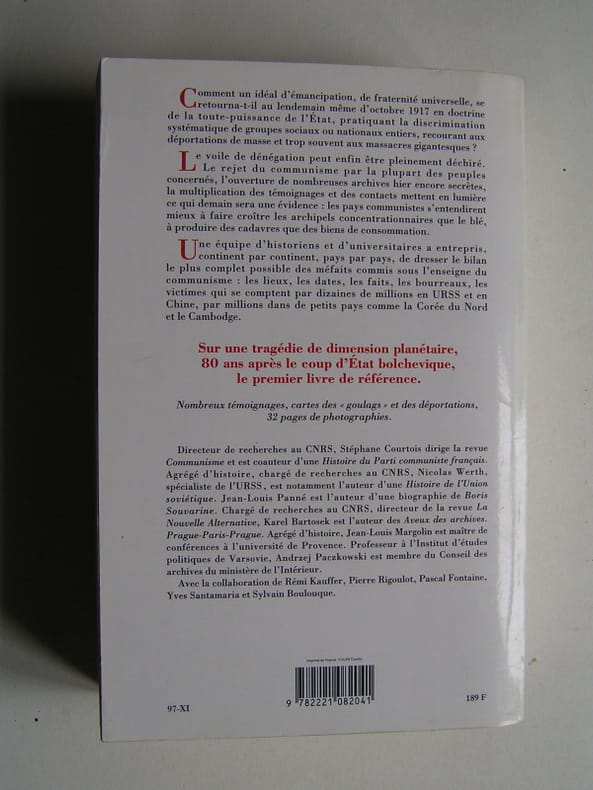 Comment un idéal d'émancipation, de fraternité universelle, se
retourna-t-il au lendemain même d'octobre 1917 en doctrine
de la toute-puissance de l'État, pratiquant la discrimination
systématique de groupes sociaux ou nationaux entiers, recourant aux
déportations de masse et trop souvent aux massacres gigantesques ?
Le voile de dénégation peut enfin être pleinement déchiré.
Le rejet du communisme par la plupart des peuples
concernés, l'ouverture de nombreuses archives hier encore secrètes,
la multiplication des témoignages et des contacts mettent en lumière
ce qui demain sera une évidence : les pays communistes s'entendirent
mieux à faire croître les archipels concentrationnaires que le blé,
à produire des cadavres que des biens de consommation.
Une équipe d'historiens et d'universitaires a entrepris,
continent par continent, pays par pays, de dresser le bilan
le plus complet possible des méfaits commis sous l'enseigne du
communisme : les lieux, les dates, les faits, les bourreaux, les
victimes qui se comptent par dizaines de millions en URSS et en
Chine, par millions dans de petits pays comme la Corée du Nord
et le Cambodge.
Sur une tragédie de dimension planétaire,
80 ans après le coup d'État bolchevique,
le premier livre de référence.
Nombreux témoignages, cartes des « goulags » et des déportations,
32 pages de photographies.
Directeur de recherches au CNRS, Stéphane Courtois dirige la revue
Communisme et est coauteur d'une Histoire du Parti communiste français.
Agrégé d'histoire, chargé de recherches au CNRS, Nicolas Werth,
spécialiste de l'URSS, est notamment l'auteur d'une Histoire de l'Union
soviétique. Jean-Louis Panné est l'auteur d'une biographie de Boris
Souvarine. Chargé de recherches au CNRS, directeur de la revue La
Nouvelle Alternative, Karel Bartosek est l'auteur des Aveux des archives.
Prague-Paris-Prague. Agrégé d'histoire, Jean-Louis Margolin est maître de
conférences à l'université de Provence. Professeur à l'Institut d'études
politiques de Varsovie, Andrzej Paczkowski est membre du Conseil des
archives du ministère de l'Intérieur.
Avec la collaboration de Rémi Kauffer, Pierre Rigoulot, Pascal Fontaine,
Yves Santamaria et Sylvain Boulouque.
9 782221 082041
97-XI
189 F